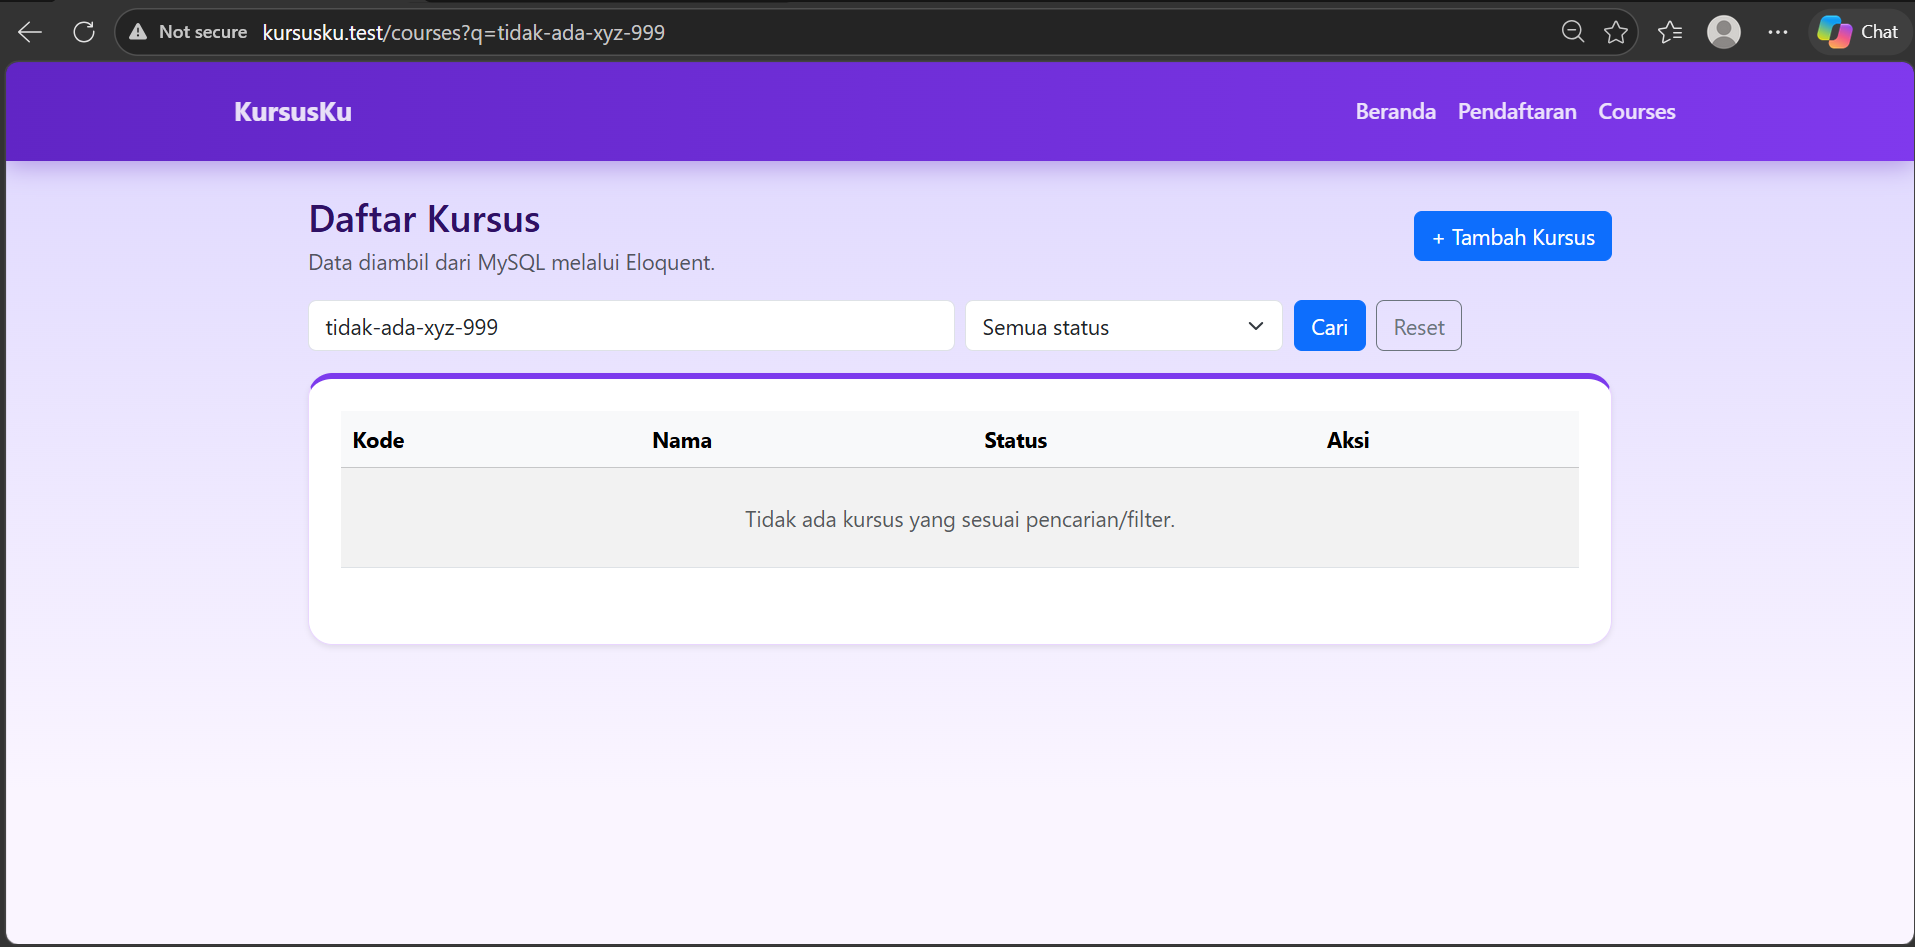 Not secure kursusku.test/courses?q=tidak-ada-xyz-999 Chat
KursusKu Beranda Pendaftaran Courses
Daftar Kursus
+ Tambah Kursus
Data diambil dari MySQL melalui Eloquent.
tidak-ada-xyz-999 Semua status Cari Reset
Kode Nama Status Aksi
Tidak ada kursus yang sesuai pencarian/filter.